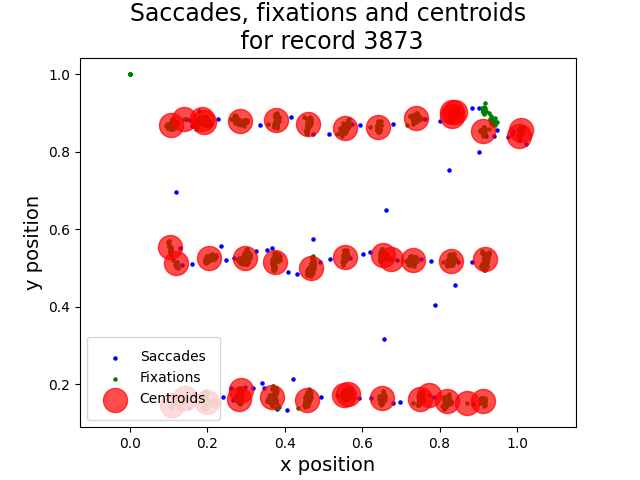 Saccades, fixations and centroids
for record 3873
1.0
0.8
0.6
0.4
0.2
y position
Saccades
Fixations
Centroids
0.0 0.2 0.4 0.6 0.8 1.0
x position